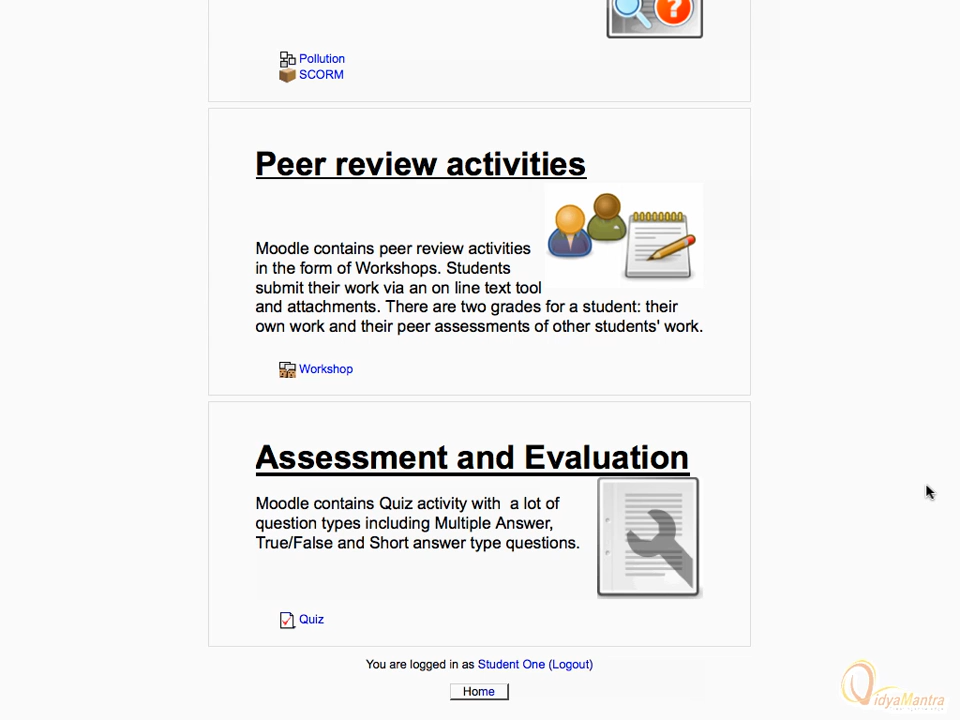 Pollution
SCORM
Peer review activities
Moodle contains peer review activities
in the form of Workshops. Students
submit their work via an on line text tool
and attachments. There are two grades for a student: their
own work and their peer assessments of other students' work.
Workshop
Assessment and Evaluation
Moodle contains Quiz activity with a lot of
question types including Multiple Answer,
True/False and Short answer type questions.
Quiz
You are logged in as Student One (Logout)
Home
VidyaMantra